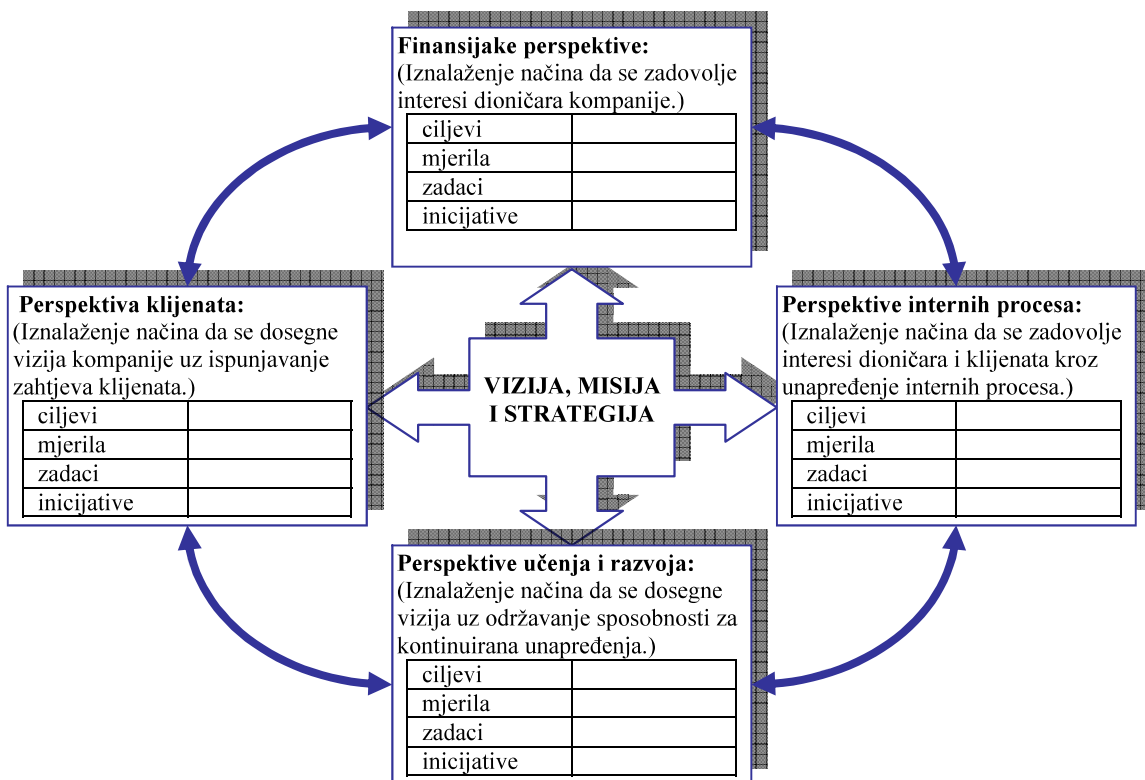 Finansijake perspektive:
(Iznalaženje načina da se zadovolje
interesi dioničara kompanije.)
ciljevi
mjerila
zadaci
inicijative
Perspektiva klijenata:
(Iznalaženje načina da se dosegne
vizija kompanije uz ispunjavanje
zahtjeva klijenata.)
ciljevi
mjerila
zadaci
inicijative
VIZIJA, MISIJA
I STRATEGIJA
Perspektive internih procesa:
(Iznalaženje načina da se zadovolje
interesi dioničara i klijenata kroz
unapređenje internih procesa.)
ciljevi
mjerila
zadaci
inicijative
Perspektive učenja i razvoja:
(Iznalaženje načina da se dosegne
vizija uz održavanje sposobnosti za
kontinuirana unapređenja.)
ciljevi
mjerila
zadaci
inicijative